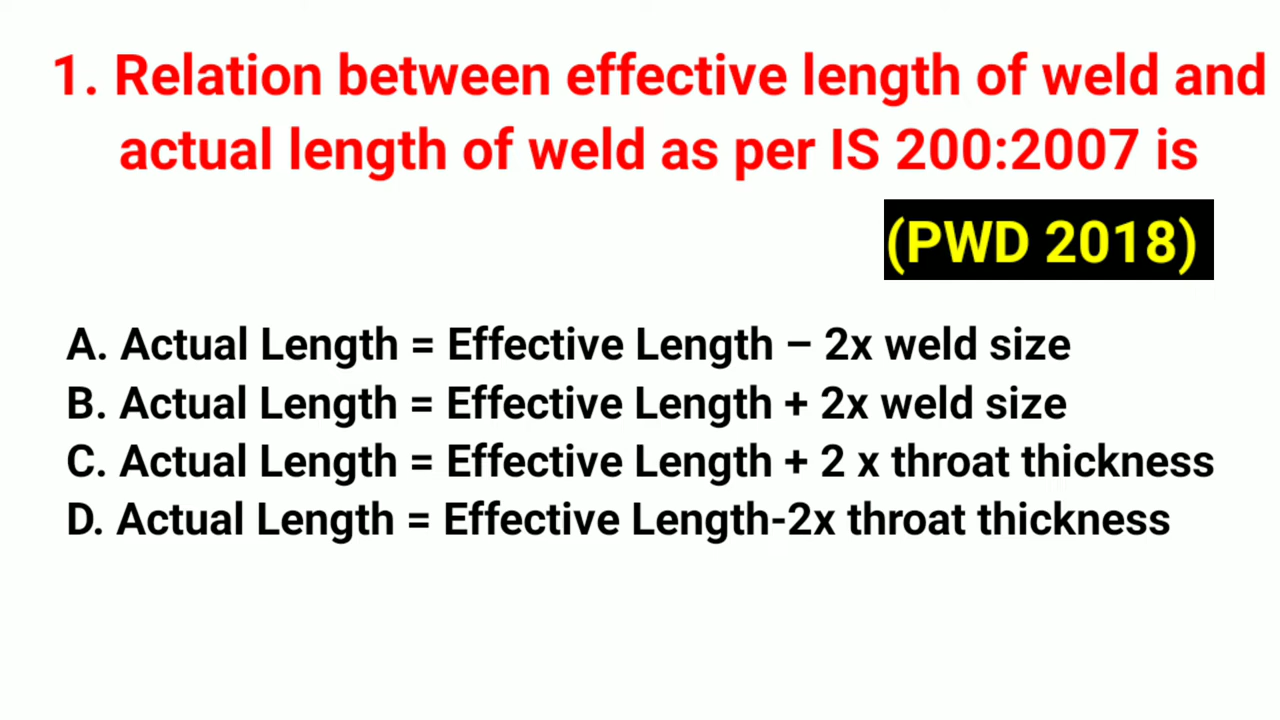 1. Relation between effective length of weld and
actual length of weld as per IS 200:2007 is
(PWD 2018)
A. Actual Length = Effective Length – 2x weld size
B. Actual Length = Effective Length + 2x weld size
C. Actual Length = Effective Length + 2 x throat thickness
D. Actual Length = Effective Length-2x throat thickness